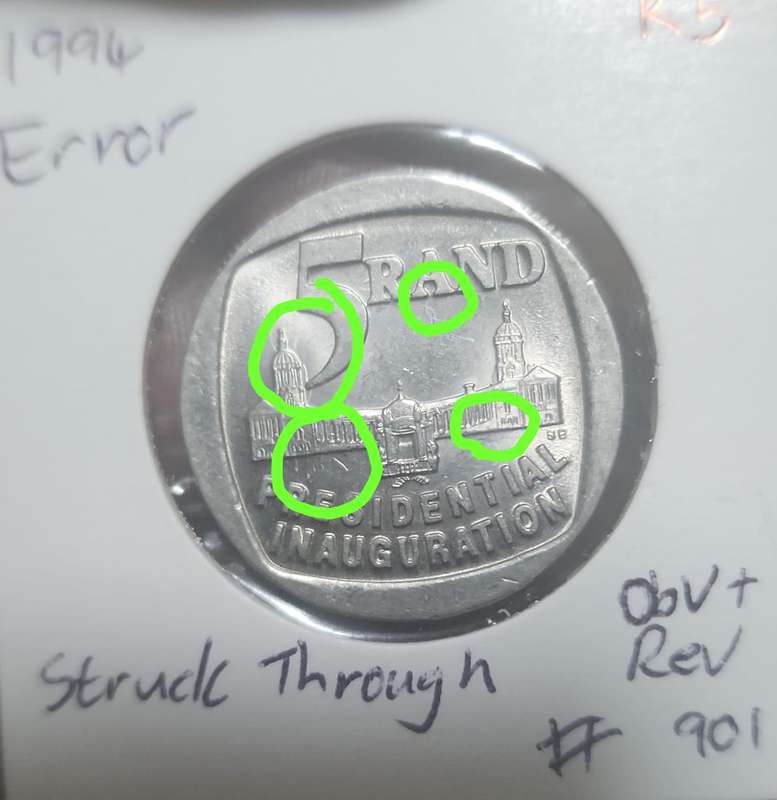 1994
R5
Error
5 RAND
PRESIDENTIAL
INAUGURATION
Obv +
Rev
Struck Through
# 901